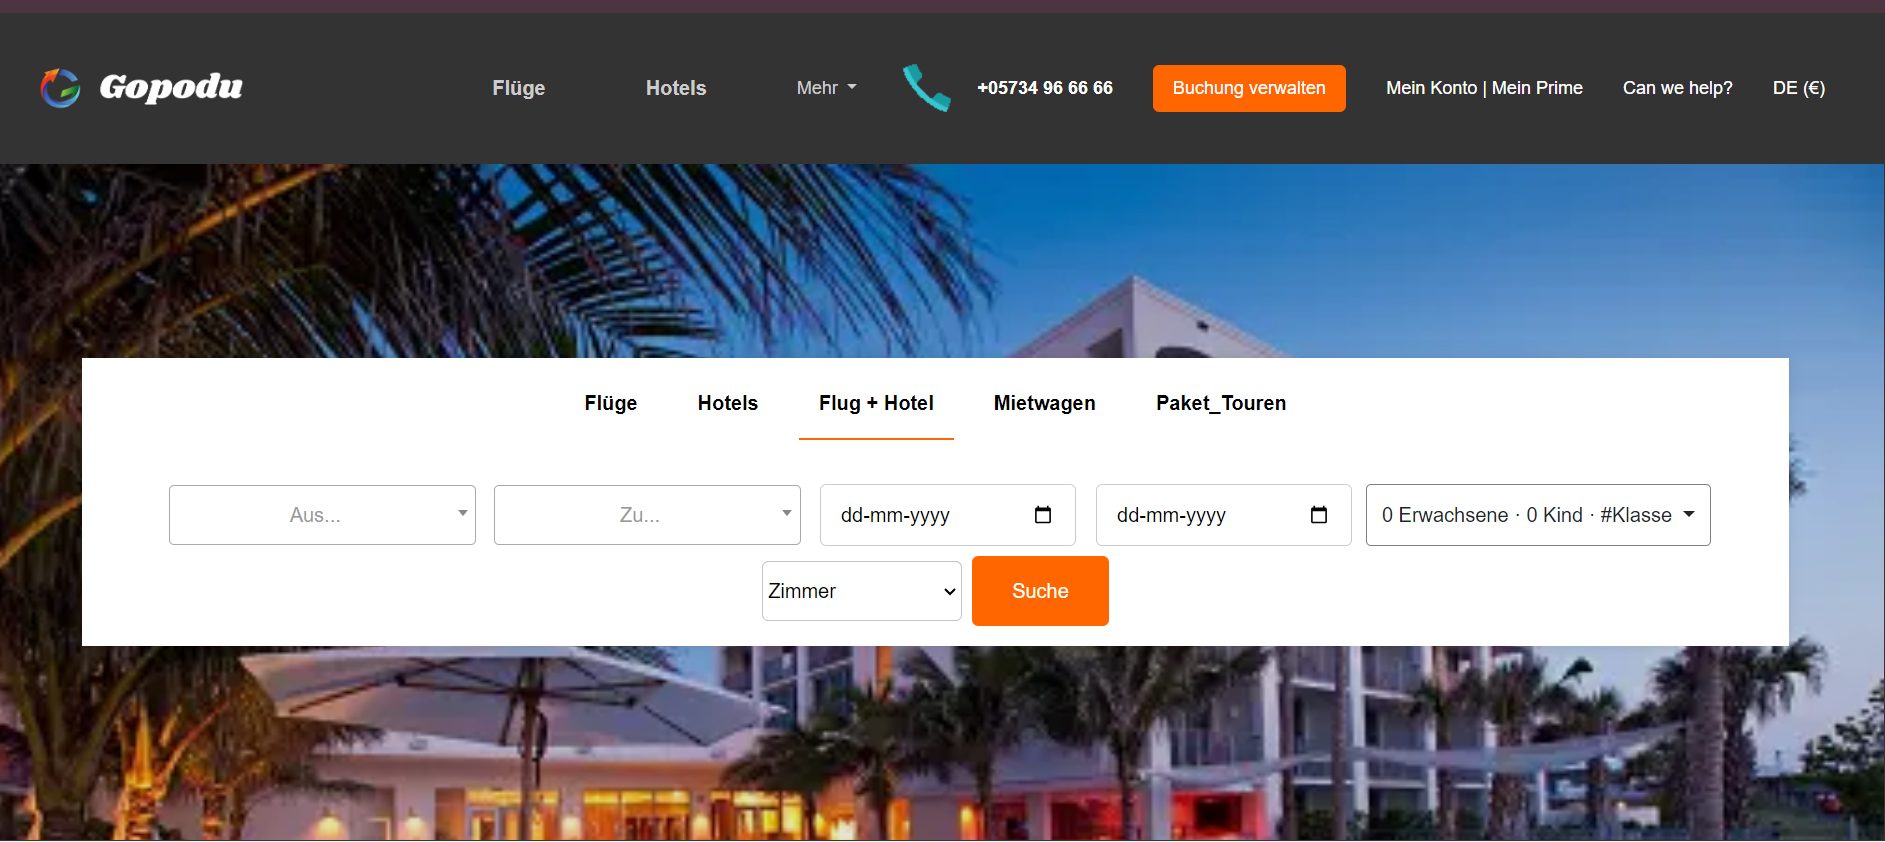 Gopodu
Flüge
Hotels
Mehr
+05734 96 66 66
Buchung verwalten
Mein Konto | Mein Prime
Can we help?
DE (€)
Flüge
Hotels
Flug + Hotel
Mietwagen
Paket_Touren
Aus...
Zu...
dd-mm-yyyy
dd-mm-yyyy
0 Erwachsene · 0 Kind · #Klasse
Zimmer
Suche